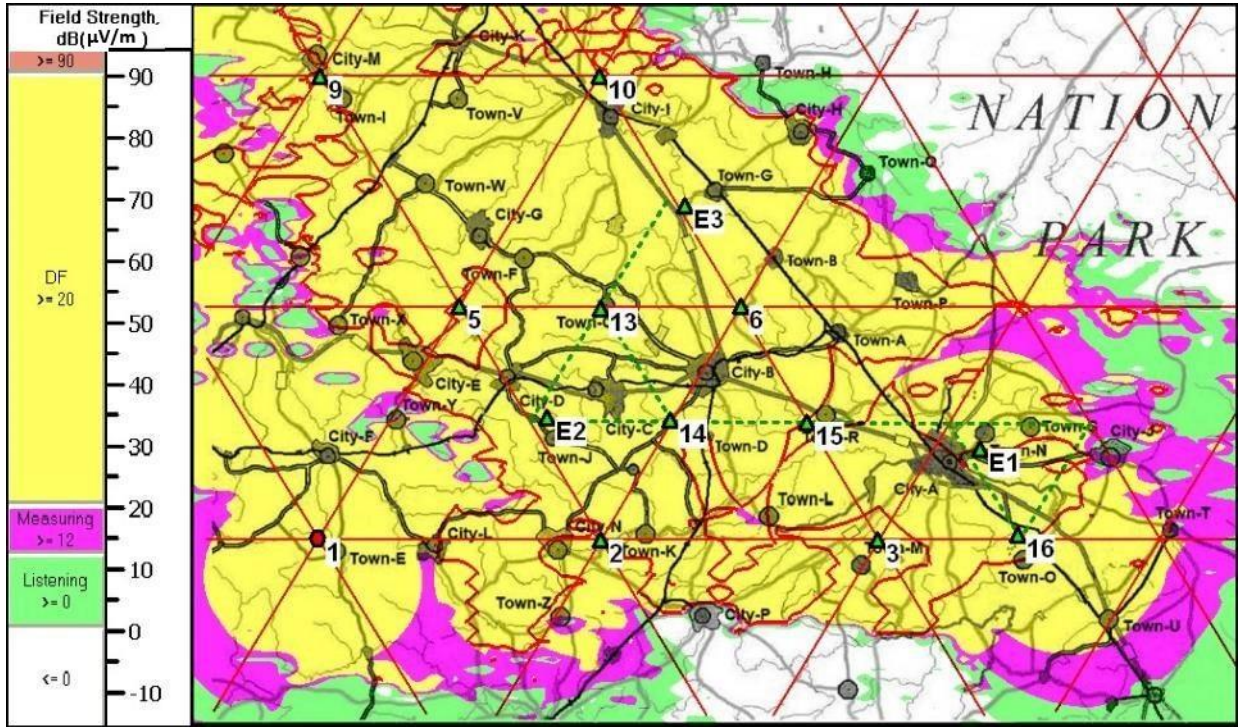 Field Strength,
dB(μV/m)
>= 90
90
80
70
DF
>= 20
60
50
40
30
20
Measuring
>= 12
10
Listening
>= 0
0
<= 0
-10
City-M
City-K
9
10
Town-H
Town-I
Town-V
City-I
City-H
NATION
Town-Q
Town-W
Town-G
E3
City-G
PARK
Town-F
Town-B
Town-P
5
13
6
Town-X
Town-A
City-E
City-B
City-D
Town-Y
E2
City-C
14
Town-D
15
City-F
Town-J
E1
City-J
City-A
Town-L
Town-T
1
Town-E
City-L
City-N
2
Town-K
3
Town-M
16
Town-O
Town-Z
City-P
Town-U